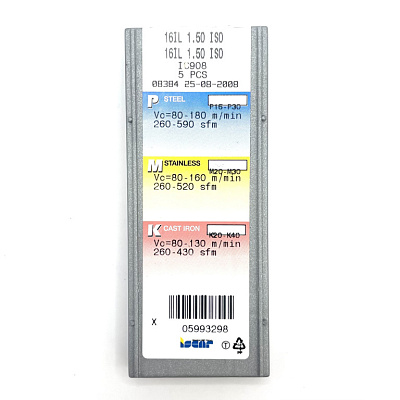 16IL 1.50 ISO
16IL 1.50 ISO
IC908
5 PCS
08384 25-08-2008
P STEEL P15-P30
Vc=80-180 m/min
260-590 sfm
M STAINLESS M20-M30
Vc=80-160 m/min
260-520 sfm
K CAST IRON K20-K40
Vc=80-130 m/min
260-430 sfm
X 05993298
iscar T PP